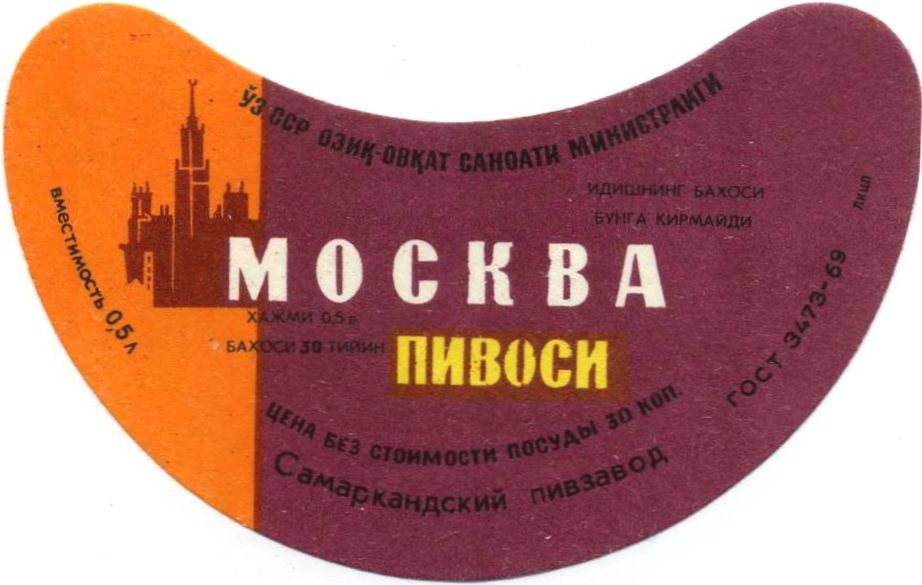 ЎЗ ССР ОЗИҚ-ОВҚАТ САНОАТИ МИНИСТРЛИГИ
ИДИШНИНГ БАХОСИ
БУНГА КИРМАЙДИ
ЛИШЛ
вместимость 0,5 л
МОСКВА
ХАЖМИ 0,5 л
БАХОСИ 30 ТИЙИН
ПИВОСИ
ГОСТ 3473-69
ЦЕНА БЕЗ СТОИМОСТИ ПОСУДЫ 30 КОП.
Самаркандский пивзавод